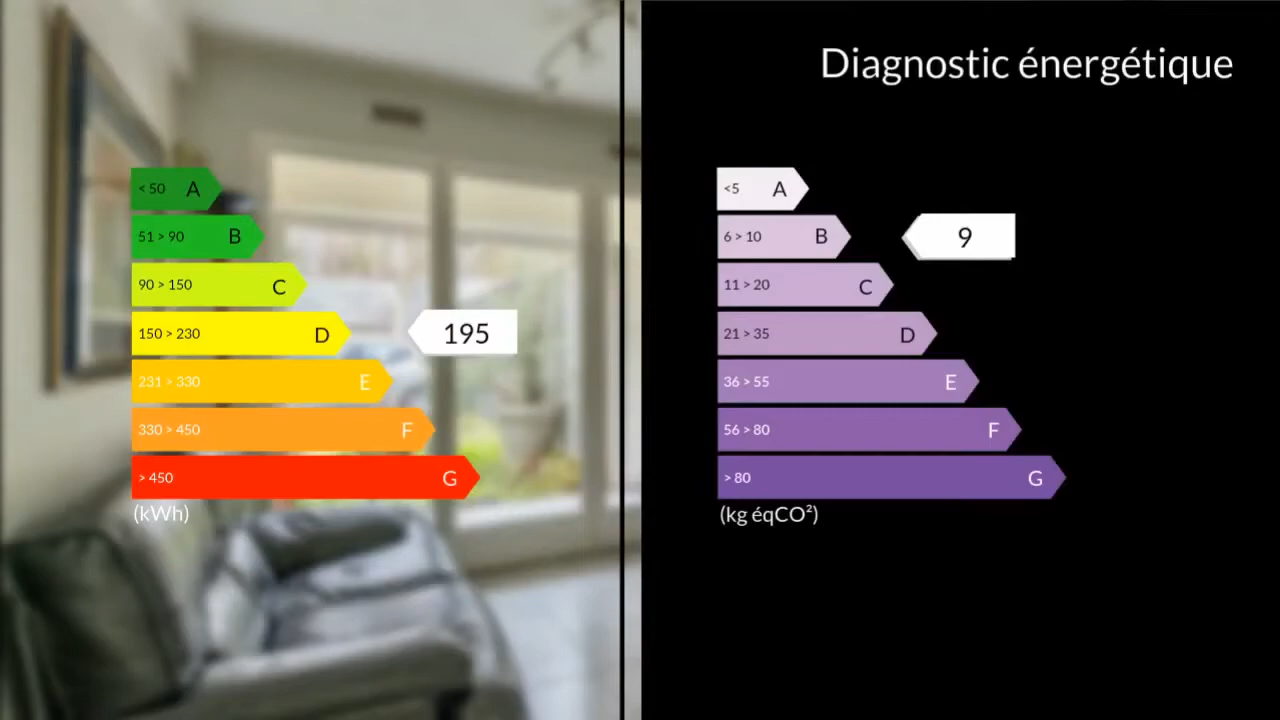 Diagnostic énergétique
< 50 A
51 > 90 B
90 > 150 C
150 > 230 D
195
231 > 330 E
330 > 450 F
> 450 G
(kWh)
<5 A
6 > 10 B
9
11 > 20 C
21 > 35 D
36 > 55 E
56 > 80 F
> 80 G
(kg éqCO²)